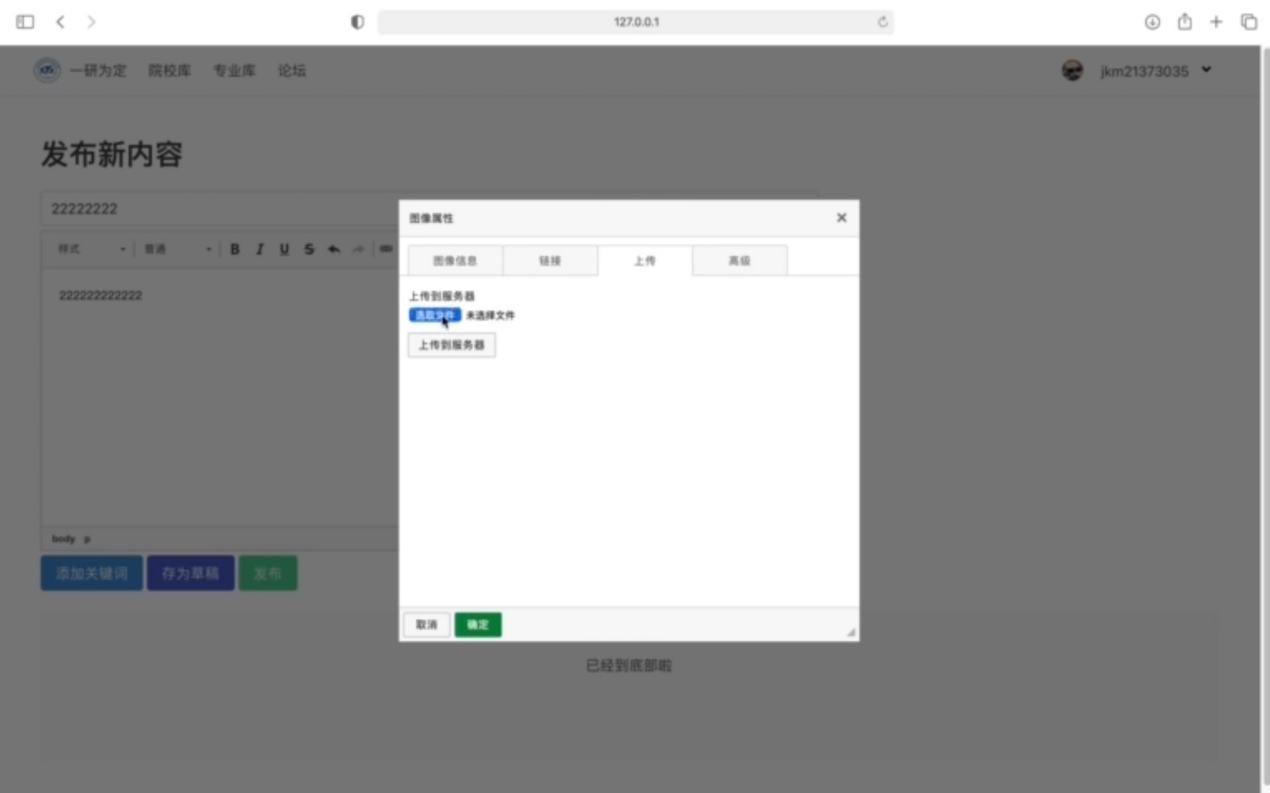 127.0.0.1
一研为定 院校库 专业库 论坛 jkm21373035
发布新内容
22222222
样式 普通 B I U S
222222222222
body p
添加关键词 存为草稿 发布
已经到底部啦
图像属性
图像信息 链接 上传 高级
上传到服务器
选取文件 未选择文件
上传到服务器
取消 确定